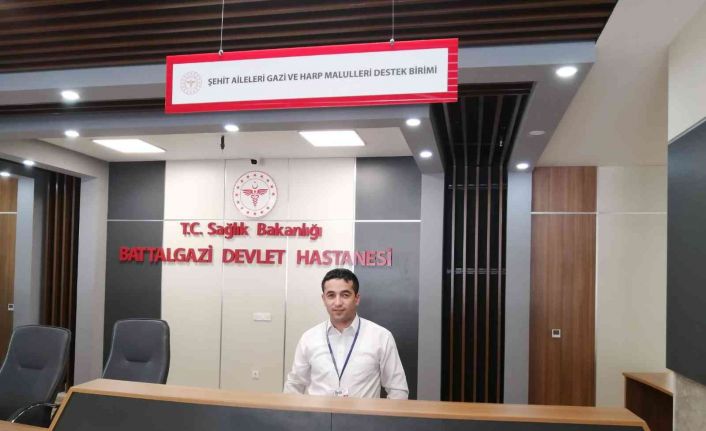 ŞEHİT AİLELERİ GAZİ VE HARP MALULLERİ DESTEK BİRİMİ
T.C. Sağlık Bakanlığı
BATTALGAZİ DEVLET HASTANESİ